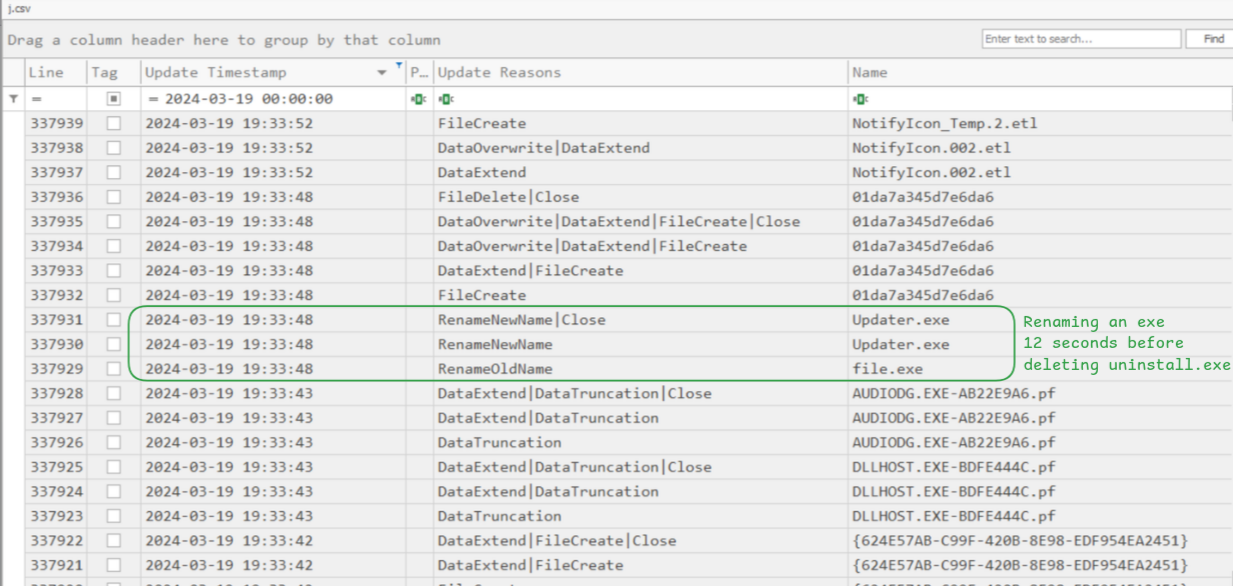 j.csv
Drag a column header here to group by that column
Enter text to search... Find
Line Tag Update Timestamp P… Update Reasons Name
= = 2024-03-19 00:00:00
337939 2024-03-19 19:33:52 FileCreate NotifyIcon_Temp.2.etl
337938 2024-03-19 19:33:52 DataOverwrite|DataExtend NotifyIcon.002.etl
337937 2024-03-19 19:33:52 DataExtend NotifyIcon.002.etl
337936 2024-03-19 19:33:48 FileDelete|Close 01da7a345d7e6da6
337935 2024-03-19 19:33:48 DataOverwrite|DataExtend|FileCreate|Close 01da7a345d7e6da6
337934 2024-03-19 19:33:48 DataOverwrite|DataExtend|FileCreate 01da7a345d7e6da6
337933 2024-03-19 19:33:48 DataExtend|FileCreate 01da7a345d7e6da6
337932 2024-03-19 19:33:48 FileCreate 01da7a345d7e6da6
337931 2024-03-19 19:33:48 RenameNewName|Close Updater.exe Renaming an exe
337930 2024-03-19 19:33:48 RenameNewName Updater.exe 12 seconds before
337929 2024-03-19 19:33:48 RenameOldName file.exe deleting uninstall.exe
337928 2024-03-19 19:33:43 DataExtend|DataTruncation|Close AUDIODG.EXE-AB22E9A6.pf
337927 2024-03-19 19:33:43 DataExtend|DataTruncation AUDIODG.EXE-AB22E9A6.pf
337926 2024-03-19 19:33:43 DataTruncation AUDIODG.EXE-AB22E9A6.pf
337925 2024-03-19 19:33:43 DataExtend|DataTruncation|Close DLLHOST.EXE-BDFE444C.pf
337924 2024-03-19 19:33:43 DataExtend|DataTruncation DLLHOST.EXE-BDFE444C.pf
337923 2024-03-19 19:33:43 DataTruncation DLLHOST.EXE-BDFE444C.pf
337922 2024-03-19 19:33:42 DataExtend|FileCreate|Close {624E57AB-C99F-420B-8E98-EDF954EA2451}
337921 2024-03-19 19:33:42 DataExtend|FileCreate {624E57AB-C99F-420B-8E98-EDF954EA2451}